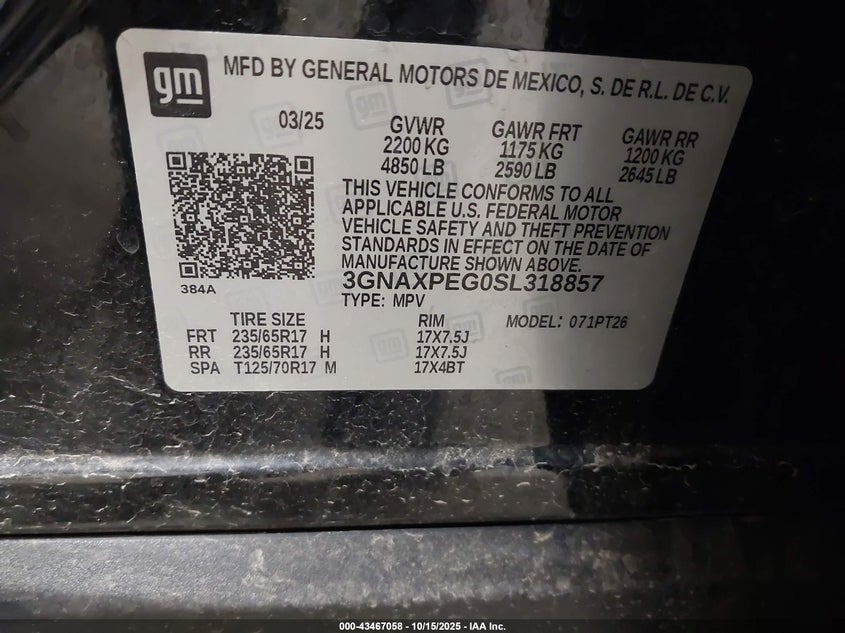 gm
MFD BY GENERAL MOTORS DE MEXICO, S. DE R.L. DE C.V.
03/25 GVWR GAWR FRT GAWR RR
2200 KG 1175 KG 1200 KG
4850 LB 2590 LB 2645 LB
THIS VEHICLE CONFORMS TO ALL
APPLICABLE U.S. FEDERAL MOTOR
VEHICLE SAFETY AND THEFT PREVENTION
STANDARDS IN EFFECT ON THE DATE OF
MANUFACTURE SHOWN ABOVE.
384A
3GNAXPEG0SL318857
TYPE: MPV
TIRE SIZE RIM MODEL: 071PT26
FRT 235/65R17 H 17X7.5J
RR 235/65R17 H 17X7.5J
SPA T125/70R17 M 17X4BT
000-43467058 - 10/15/2025 - IAA Inc.